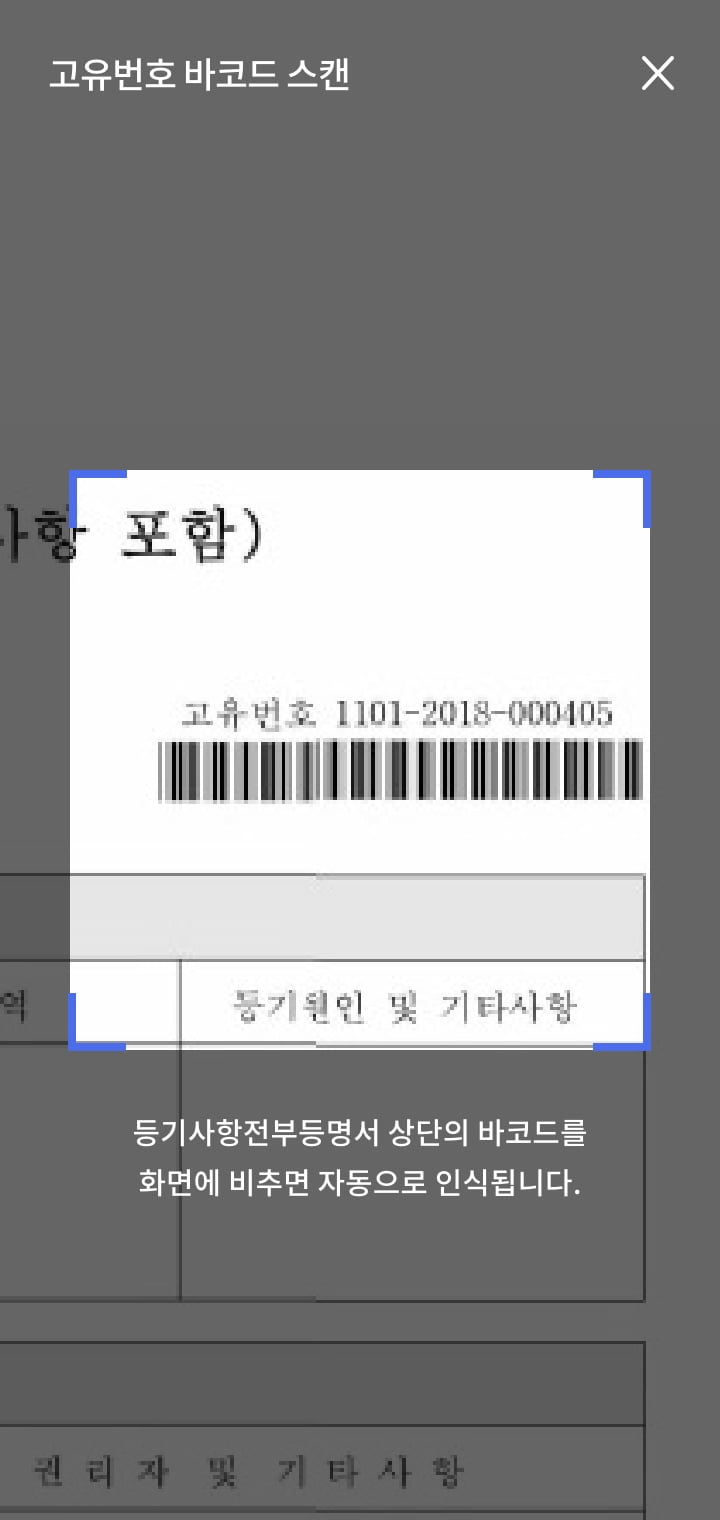 고유번호 바코드 스캔
사항 포함)
고유번호 1101-2018-000405
역
등기원인 및 기타사항
등기사항전부등명서 상단의 바코드를
화면에 비추면 자동으로 인식됩니다.
권 리 자 및 기 타 사 항